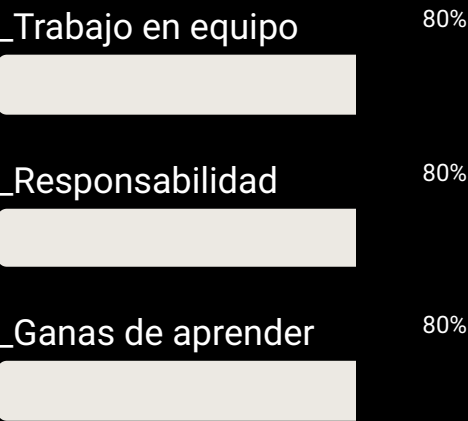 _Trabajo en equipo 80%
_Responsabilidad 80%
_Ganas de aprender 80%